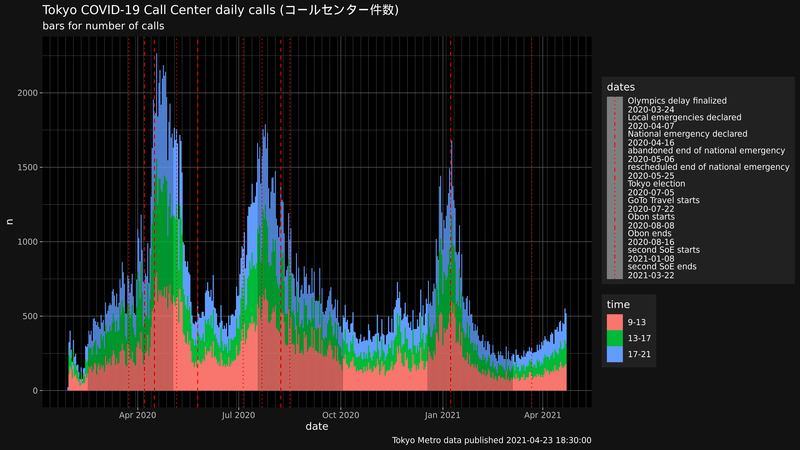 Tokyo COVID-19 Call Center daily calls (コールセンター件数)
bars for number of calls
n
2000
1500
1000
500
0
Apr 2020
Jul 2020
Oct 2020
Jan 2021
Apr 2021
date
Tokyo Metro data published 2021-04-23 18:30:00
dates
Olympics delay finalized
2020-03-24
Local emergencies declared
2020-04-07
National emergency declared
2020-04-16
abandoned end of national emergency
2020-05-06
rescheduled end of national emergency
2020-05-25
Tokyo election
2020-07-05
GoTo Travel starts
2020-07-22
Obon starts
2020-08-08
Obon ends
2020-08-16
second SoE starts
2021-01-08
second SoE ends
2021-03-22
time
9-13
13-17
17-21